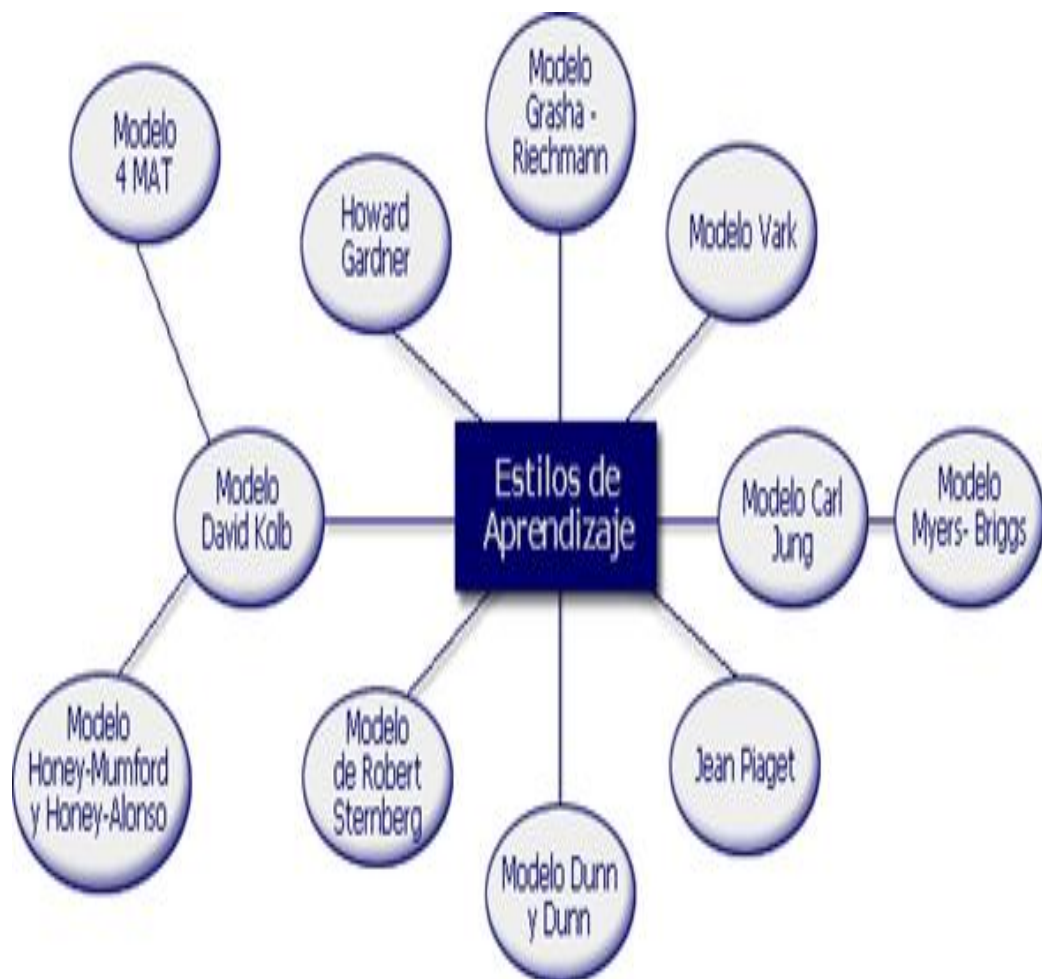 Modelo
Grasha -
Riechmann
Modelo
4 MAT
Howard
Gardner
Modelo Vark
Modelo
David Kolb
Estilos de
Aprendizaje
Modelo Carl
Jung
Modelo
Myers- Briggs
Modelo
Honey-Mumford
y Honey-Alonso
Modelo
de Robert
Sternberg
Jean Piaget
Modelo Dunn
y Dunn